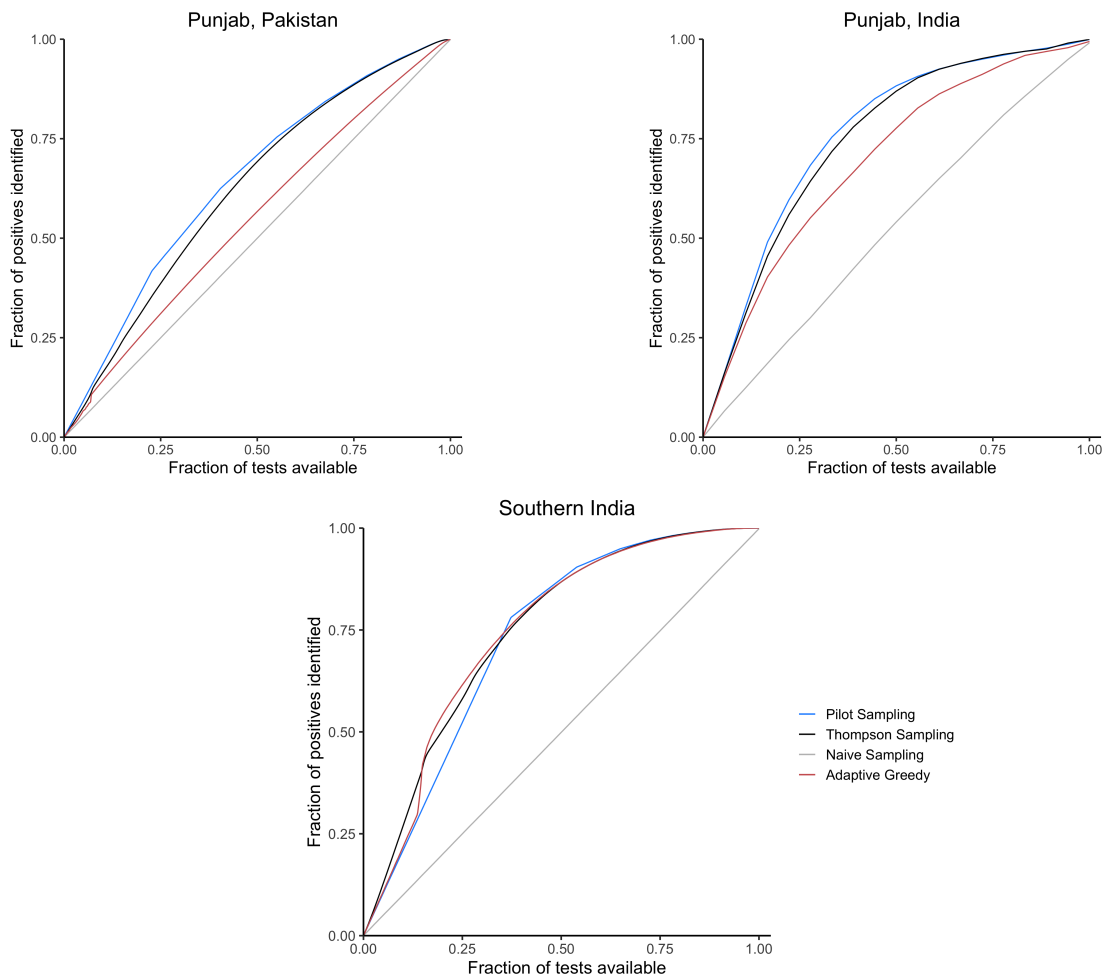 Punjab, Pakistan
Fraction of positives identified
1.00
0.75
0.50
0.25
0.00
0.00 0.25 0.50 0.75 1.00
Fraction of tests available
Punjab, India
Fraction of positives identified
1.00
0.75
0.50
0.25
0.00
0.00 0.25 0.50 0.75 1.00
Fraction of tests available
Southern India
Fraction of positives identified
1.00
0.75
0.50
0.25
0.00
0.00 0.25 0.50 0.75 1.00
Fraction of tests available
Pilot Sampling
Thompson Sampling
Naive Sampling
Adaptive Greedy